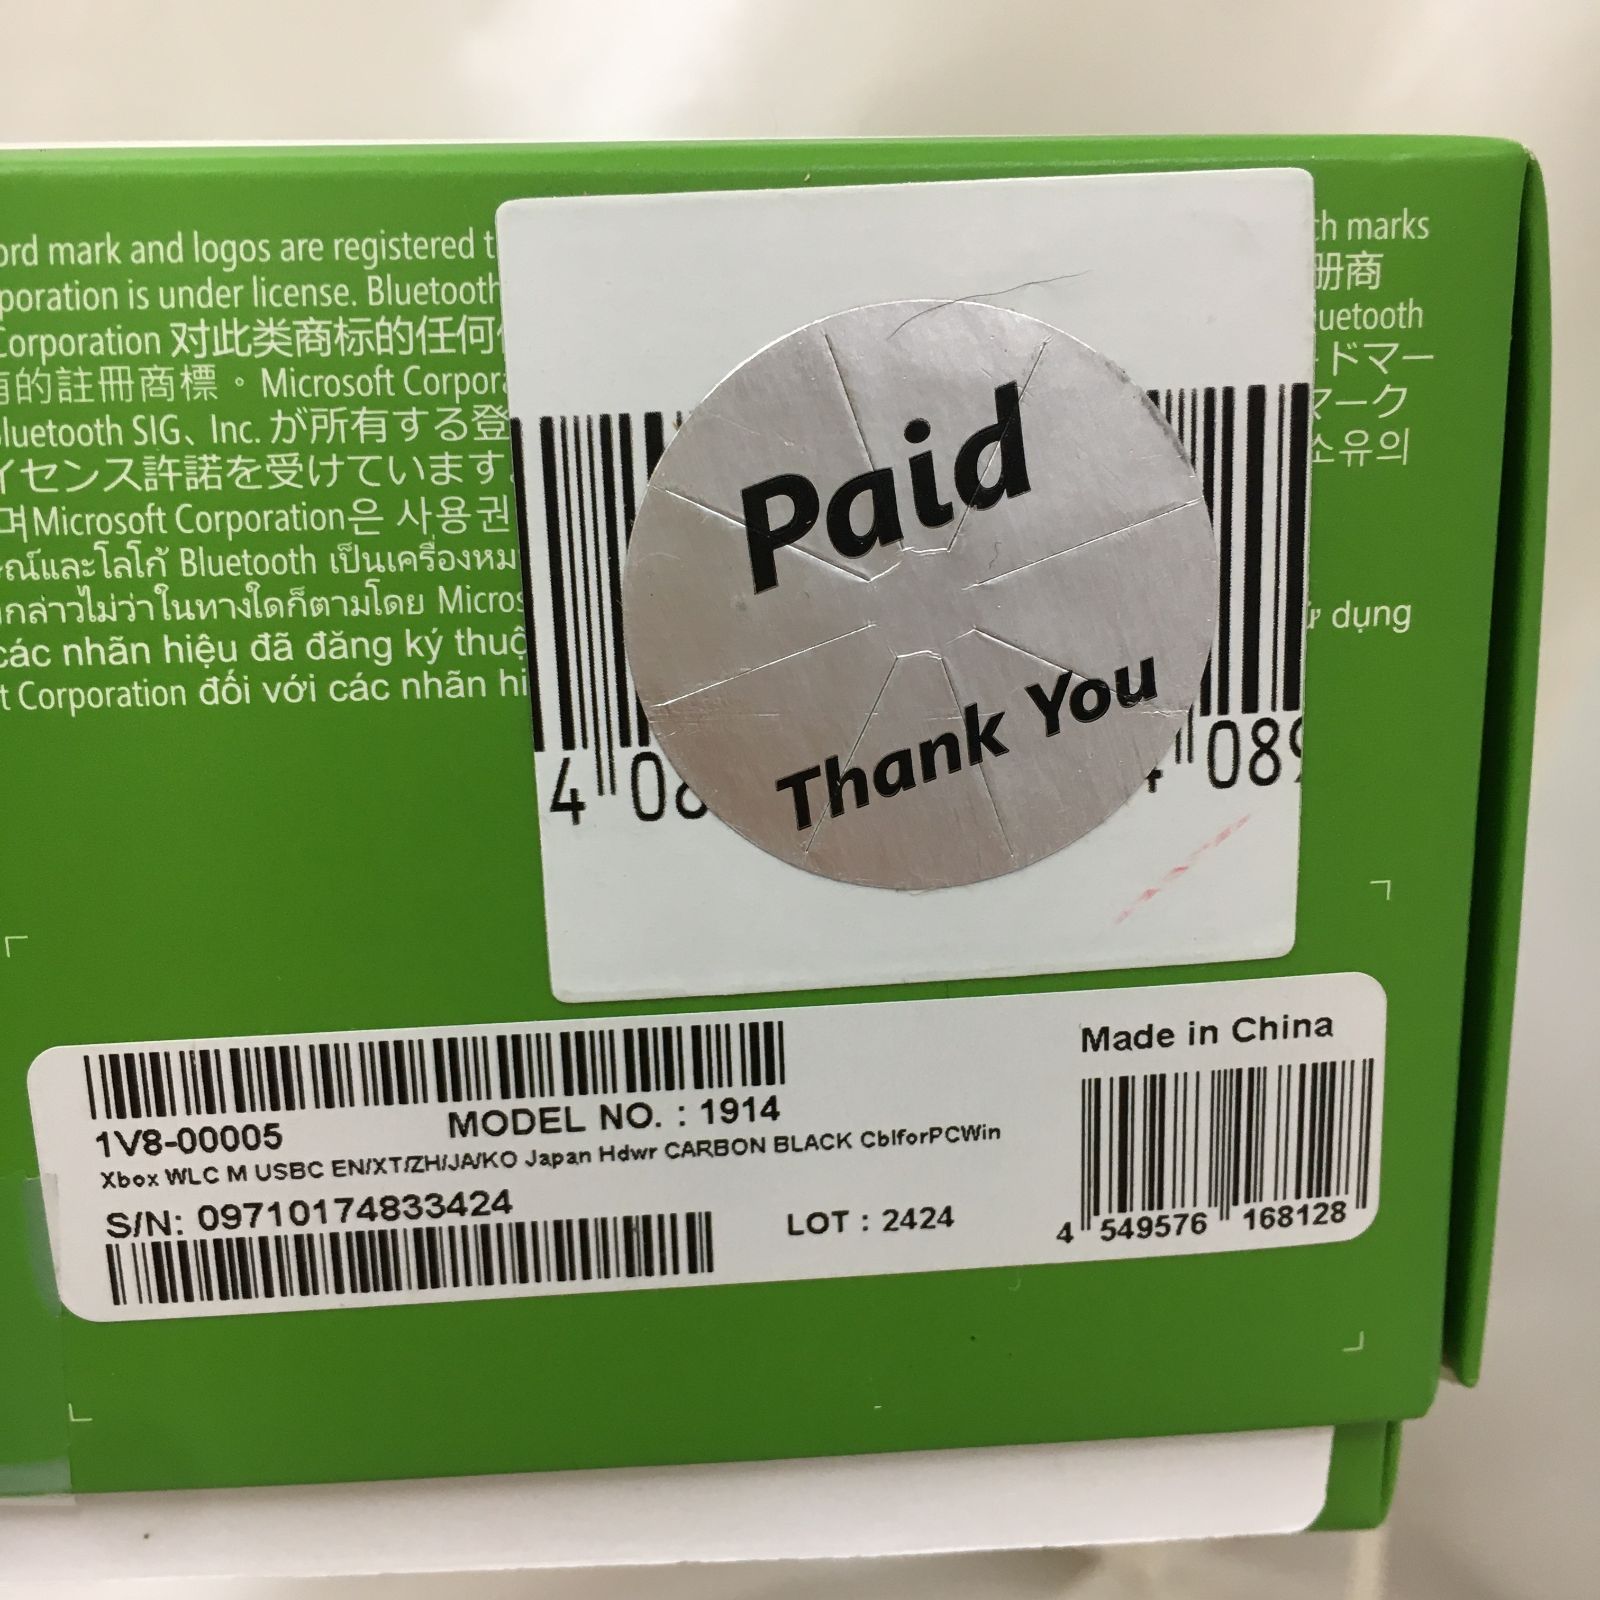 ord mark and logos are registered t
ch marks
poration is under license. Bluetooth
册商
Corporation 对此类商标的任何
uetooth
的註冊商標。Microsoft Corpora
ドマー
luetooth SIG、Inc. が所有する登
マーク
イセンス許諾を受けています
소유의
며 Microsoft Corporation은 사용권
ณ์และโลโก้ Bluetooth เป็นเครื่องหม
กล่าวไม่ว่าในทางใดก็ตามโดย Micros
ử dụng
các nhãn hiệu đã đăng ký thuộ
t Corporation đối với các nhãn hi
Paid
Thank You
4 08
4 089
Made in China
1V8-00005 MODEL NO. : 1914
Xbox WLC M USBC EN/XT/ZH/JA/KO Japan Hdwr CARBON BLACK CblforPCWin
S/N: 09710174833424
LOT : 2424
4 549576 168128